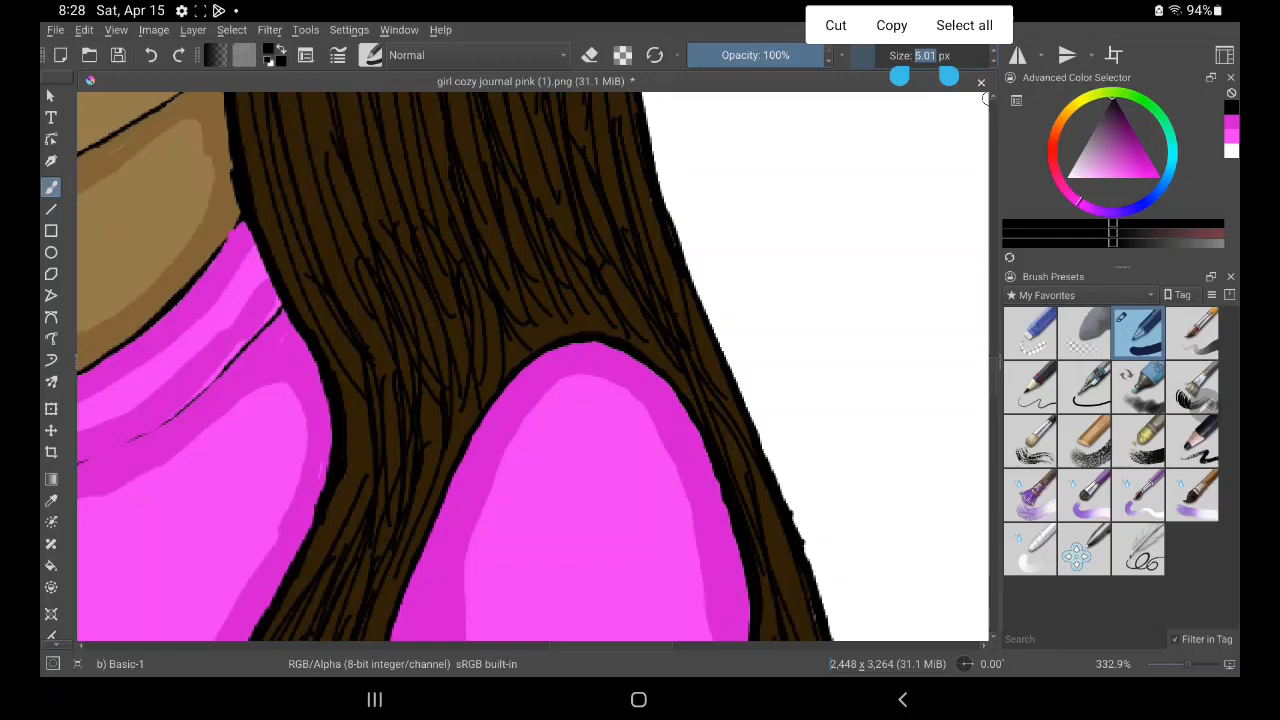 8:28 Sat, Apr 15
94%
Cut Copy Select all
File Edit View Image Layer Select Filter Tools Settings Window Help
Normal
Opacity: 100%
Size: 5.01 px
girl cozy journal pink (1).png (31.1 MiB) *
Advanced Color Selector
Brush Presets
★ My Favorites
Tag
Search
Filter in Tag
b) Basic-1
RGB/Alpha (8-bit integer/channel) sRGB built-in
2,448 x 3,264 (31.1 MiB)
0.00°
332.9%